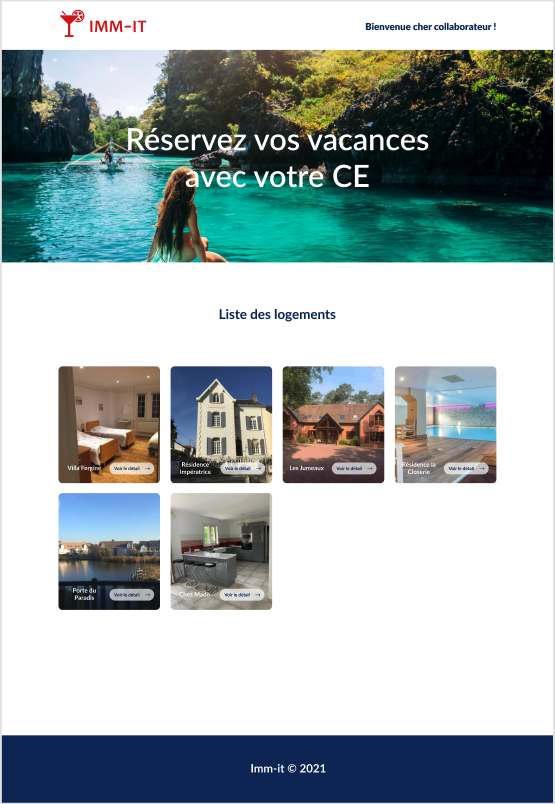 IMM-IT
Bienvenue cher collaborateur !
Réservez vos vacances
avec votre CE
Liste des logements
Villa Fergine
Voir le détail →
Résidence
Impératrice
Voir le détail →
Les Jumeaux
Voir le détail →
Résidence la
Closerie
Voir le détail →
Porte du
Paradis
Voir le détail →
Chez Mado
Voir le détail →
Imm-it © 2021